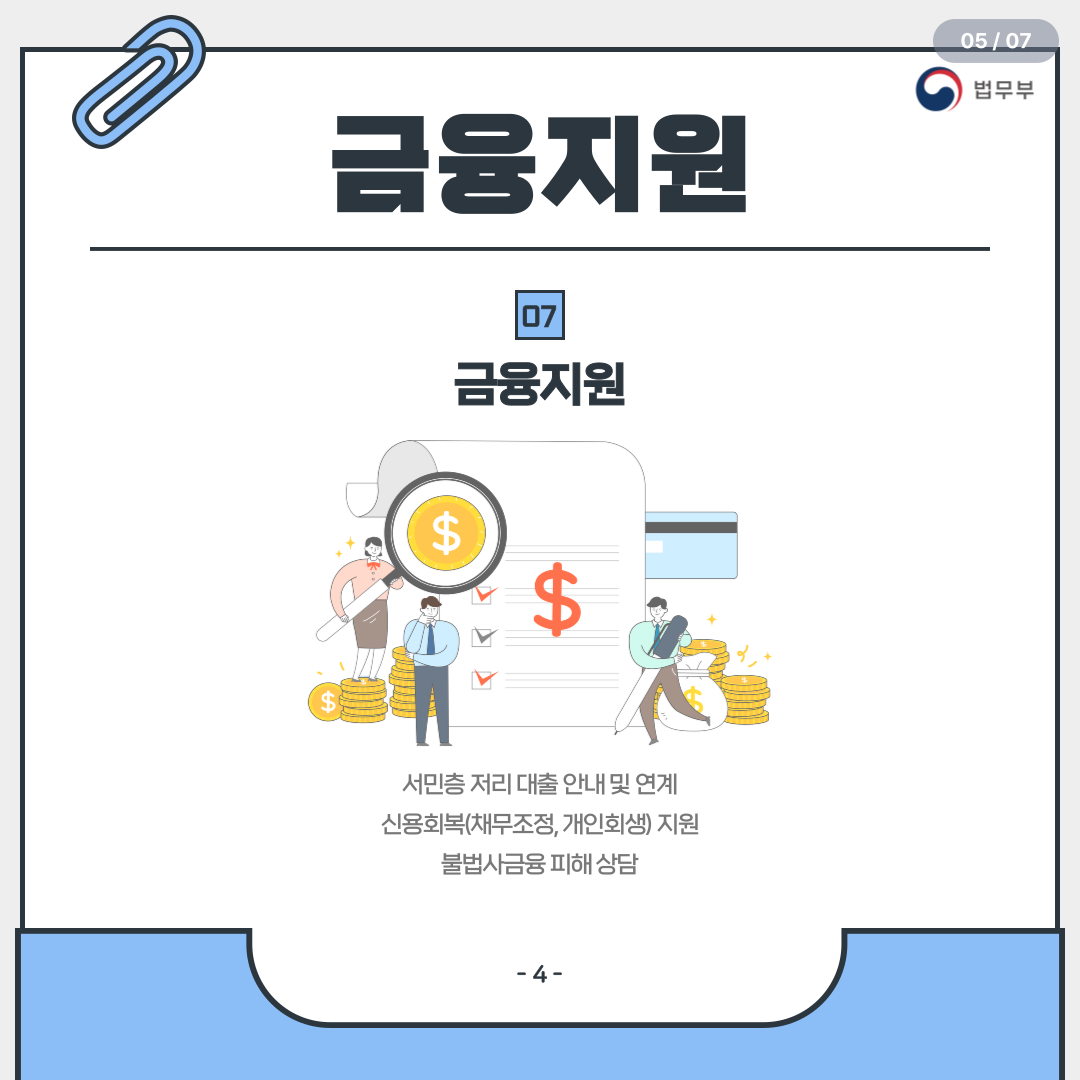 05 / 07
법무부
금융지원
07
금융지원
$
$
$
$
서민층 저리 대출 안내 및 연계
신용회복(채무조정, 개인회생) 지원
불법사금융 피해 상담
- 4 -